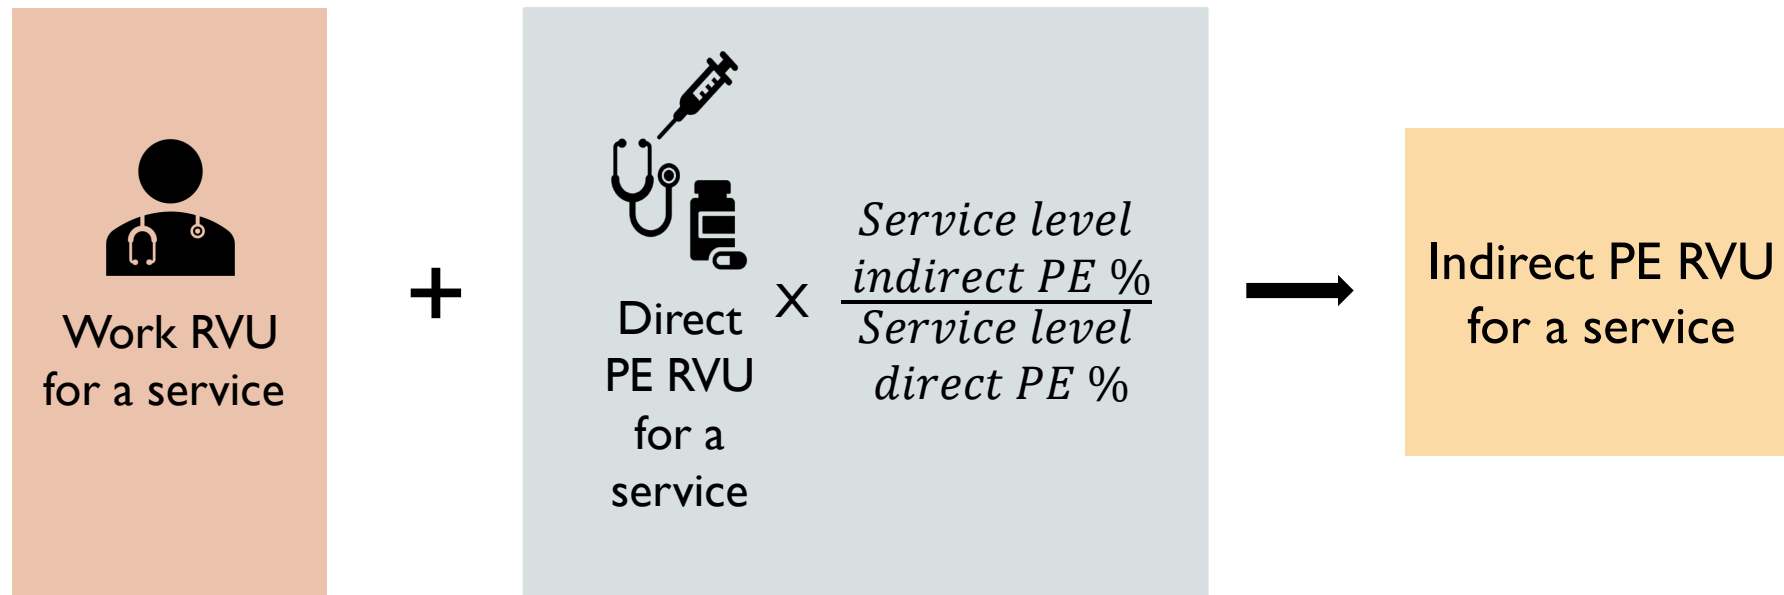 Work RVU
for a service
+
Direct
PE RVU
for a
service
x
Service level
indirect PE %
Service level
direct PE %
Indirect PE RVU
for a service